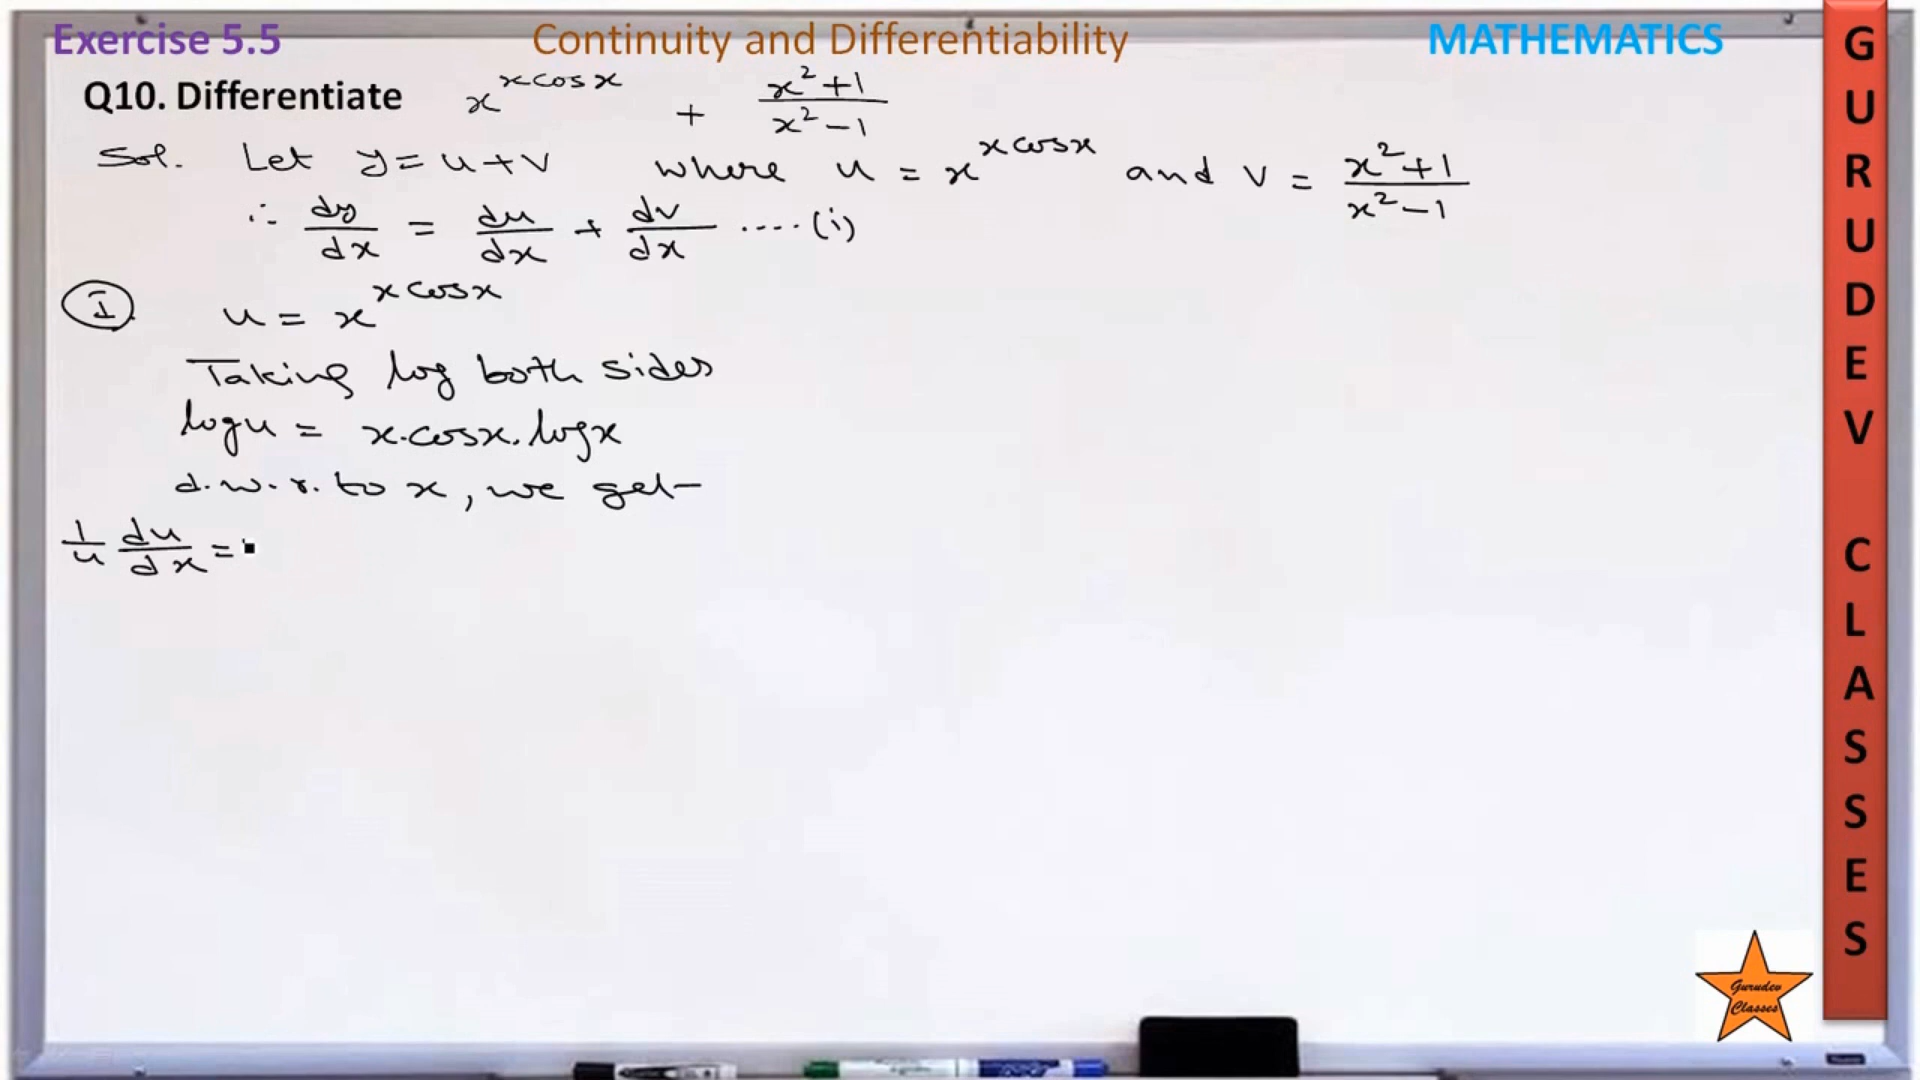 Exercise 5.5 Continuity and Differentiability MATHEMATICS
Q10. Differentiate x^(x cos x) + (x²+1)/(x²−1)
Sol. Let y = u + v where u = x^(x cos x) and v = (x²+1)/(x²−1)
∴ dy/dx = du/dx + dv/dx ....(i)
I u = x^(x cos x)
Taking log both sides
log u = x.cosx.logx
d.w.r. to x, we get
1/u du/dx =
GURUDEV CLASSES
Gurudev
Classes